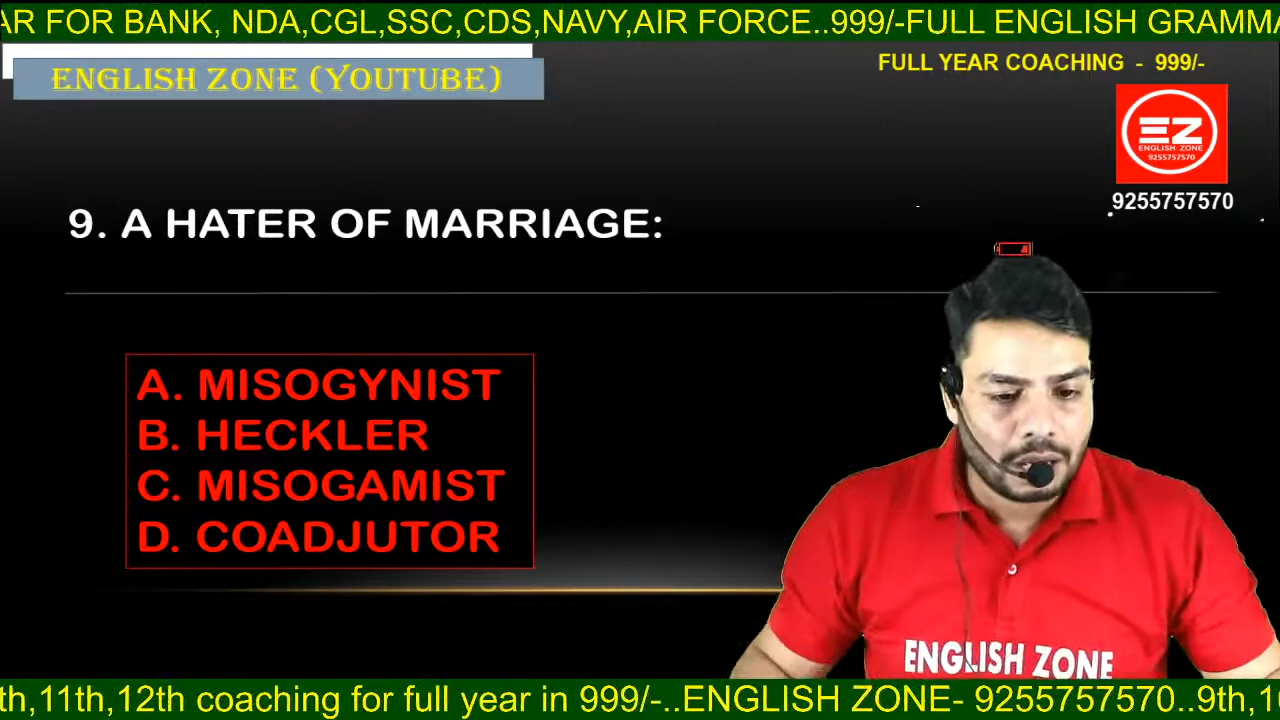 AR FOR BANK, NDA,CGL,SSC,CDS,NAVY,AIR FORCE..999/-FULL ENGLISH GRAMMA
ENGLISH ZONE (YOUTUBE)
FULL YEAR COACHING - 999/-
EZ
ENGLISH ZONE
9255757570
9255757570
9. A HATER OF MARRIAGE:
A. MISOGYNIST
B. HECKLER
C. MISOGAMIST
D. COADJUTOR
ENGLISH ZONE
th,11th,12th coaching for full year in 999/-..ENGLISH ZONE- 9255757570..9th,1